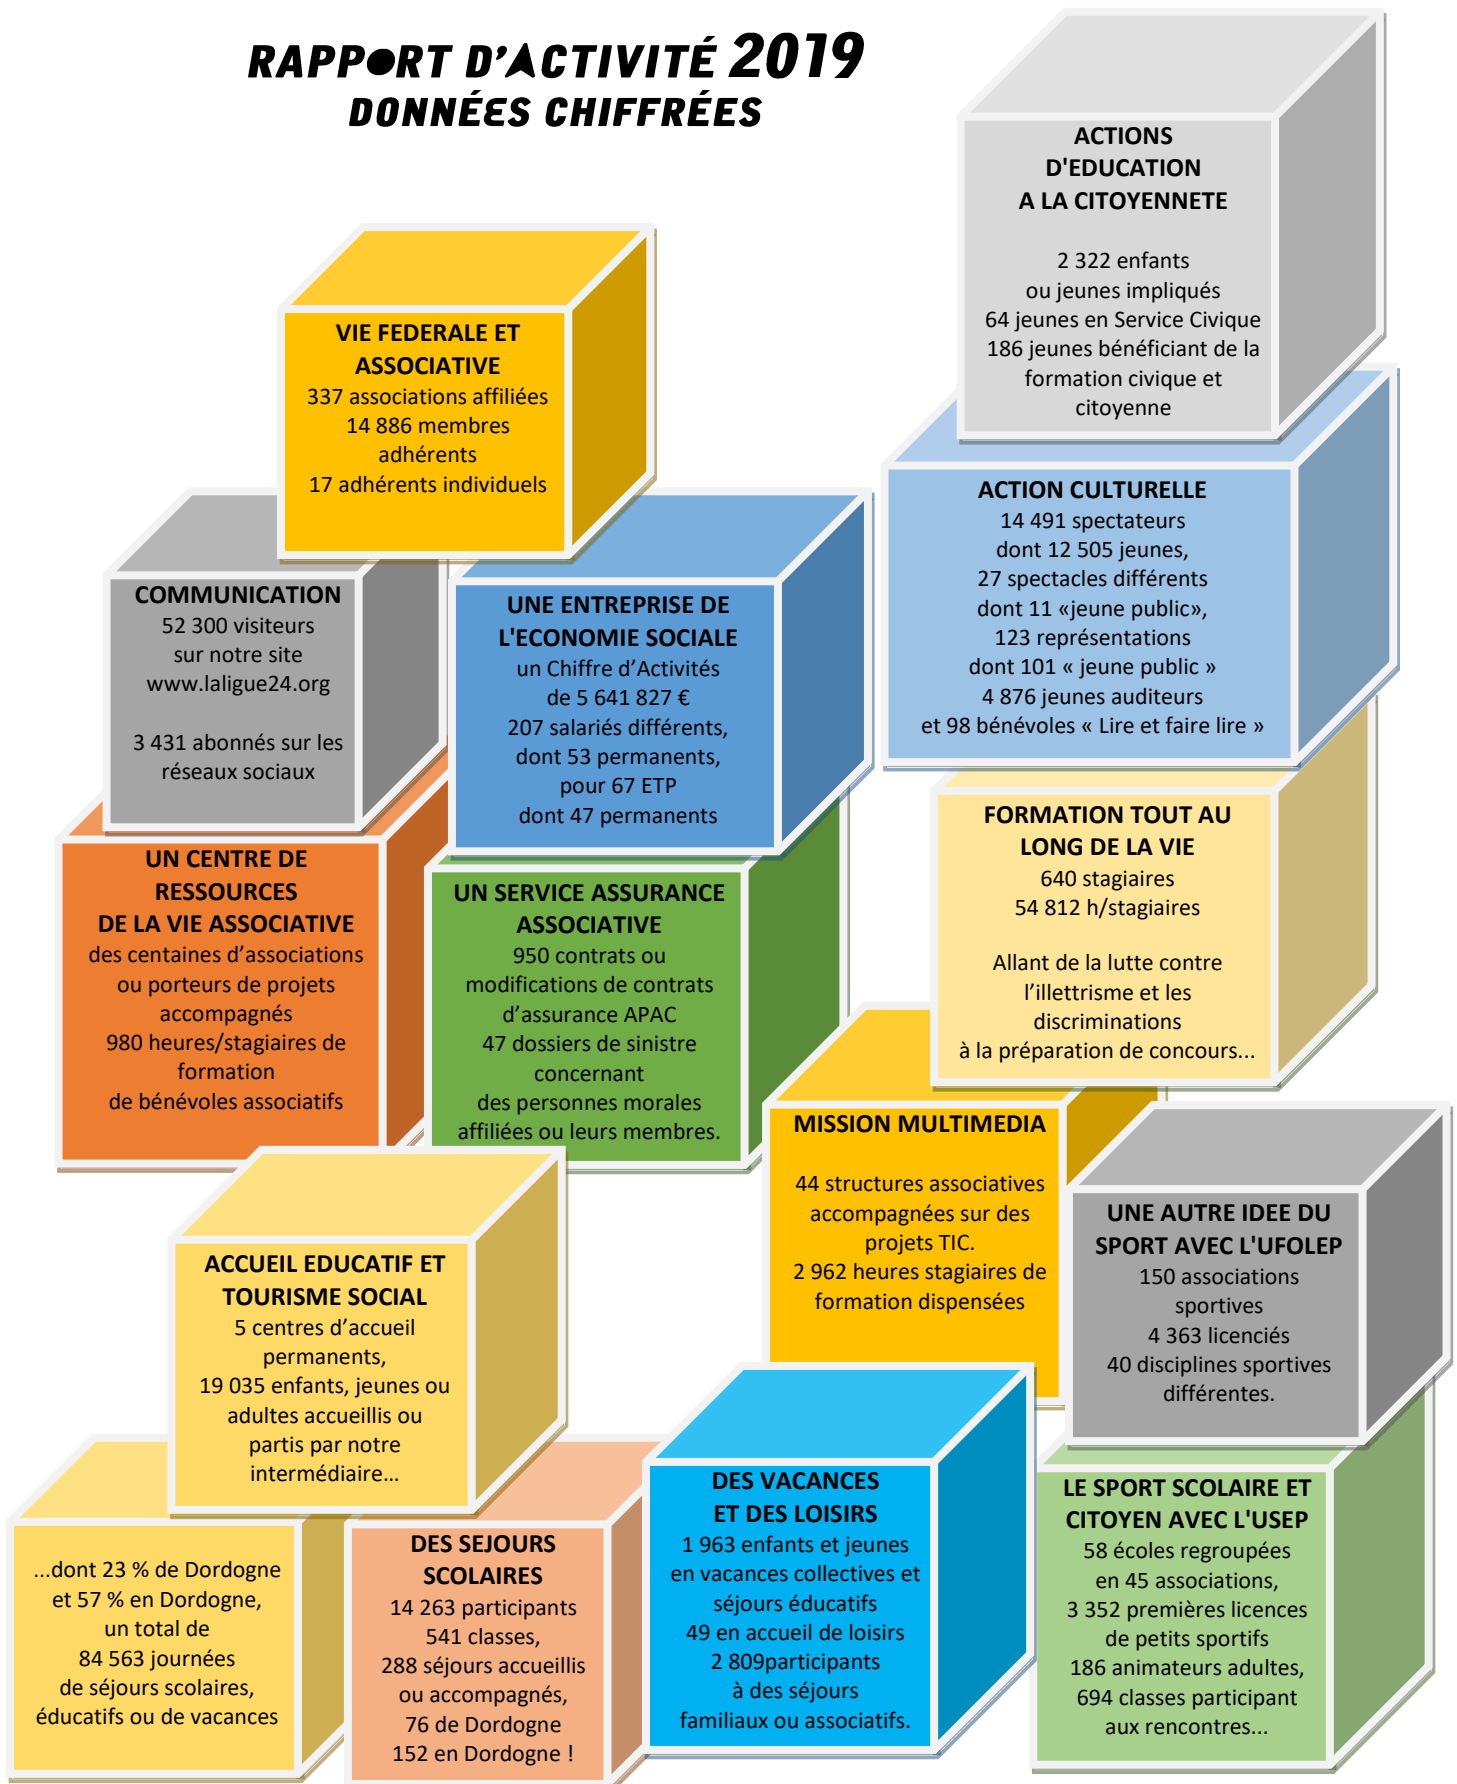 RAPPORT D'ACTIVITÉ 2019
DONNÉES CHIFFRÉES
ACTIONS
D'EDUCATION
A LA CITOYENNETE
2 322 enfants
ou jeunes impliqués
64 jeunes en Service Civique
186 jeunes bénéficiant de la
formation civique et
citoyenne
VIE FEDERALE ET
ASSOCIATIVE
337 associations affiliées
14 886 membres
adhérents
17 adhérents individuels
ACTION CULTURELLE
14 491 spectateurs
dont 12 505 jeunes,
27 spectacles différents
dont 11 «jeune public»,
123 représentations
dont 101 « jeune public »
4 876 jeunes auditeurs
et 98 bénévoles « Lire et faire lire »
COMMUNICATION
52 300 visiteurs
sur notre site
www.laligue24.org
3 431 abonnés sur les
réseaux sociaux
UNE ENTREPRISE DE
L'ECONOMIE SOCIALE
un Chiffre d’Activités
de 5 641 827 €
207 salariés différents,
dont 53 permanents,
pour 67 ETP
dont 47 permanents
FORMATION TOUT AU
LONG DE LA VIE
640 stagiaires
54 812 h/stagiaires
Allant de la lutte contre
l’illettrisme et les
discriminations
à la préparation de concours...
UN CENTRE DE
RESSOURCES
DE LA VIE ASSOCIATIVE
des centaines d’associations
ou porteurs de projets
accompagnés
980 heures/stagiaires de
formation
de bénévoles associatifs
UN SERVICE ASSURANCE
ASSOCIATIVE
950 contrats ou
modifications de contrats
d’assurance APAC
47 dossiers de sinistre
concernant
des personnes morales
affiliées ou leurs membres.
MISSION MULTIMEDIA
44 structures associatives
accompagnées sur des
projets TIC.
2 962 heures stagiaires de
formation dispensées
UNE AUTRE IDEE DU
SPORT AVEC L'UFOLEP
150 associations
sportives
4 363 licenciés
40 disciplines sportives
différentes.
ACCUEIL EDUCATIF ET
TOURISME SOCIAL
5 centres d’accueil
permanents,
19 035 enfants, jeunes ou
adultes accueillis ou
partis par notre
intermédiaire…
...dont 23 % de Dordogne
et 57 % en Dordogne,
un total de
84 563 journées
de séjours scolaires,
éducatifs ou de vacances
DES SEJOURS
SCOLAIRES
14 263 participants
541 classes,
288 séjours accueillis
ou accompagnés,
76 de Dordogne
152 en Dordogne !
DES VACANCES
ET DES LOISIRS
1 963 enfants et jeunes
en vacances collectives et
séjours éducatifs
49 en accueil de loisirs
2 809participants
à des séjours
familiaux ou associatifs.
LE SPORT SCOLAIRE ET
CITOYEN AVEC L'USEP
58 écoles regroupées
en 45 associations,
3 352 premières licences
de petits sportifs
186 animateurs adultes,
694 classes participant
aux rencontres...